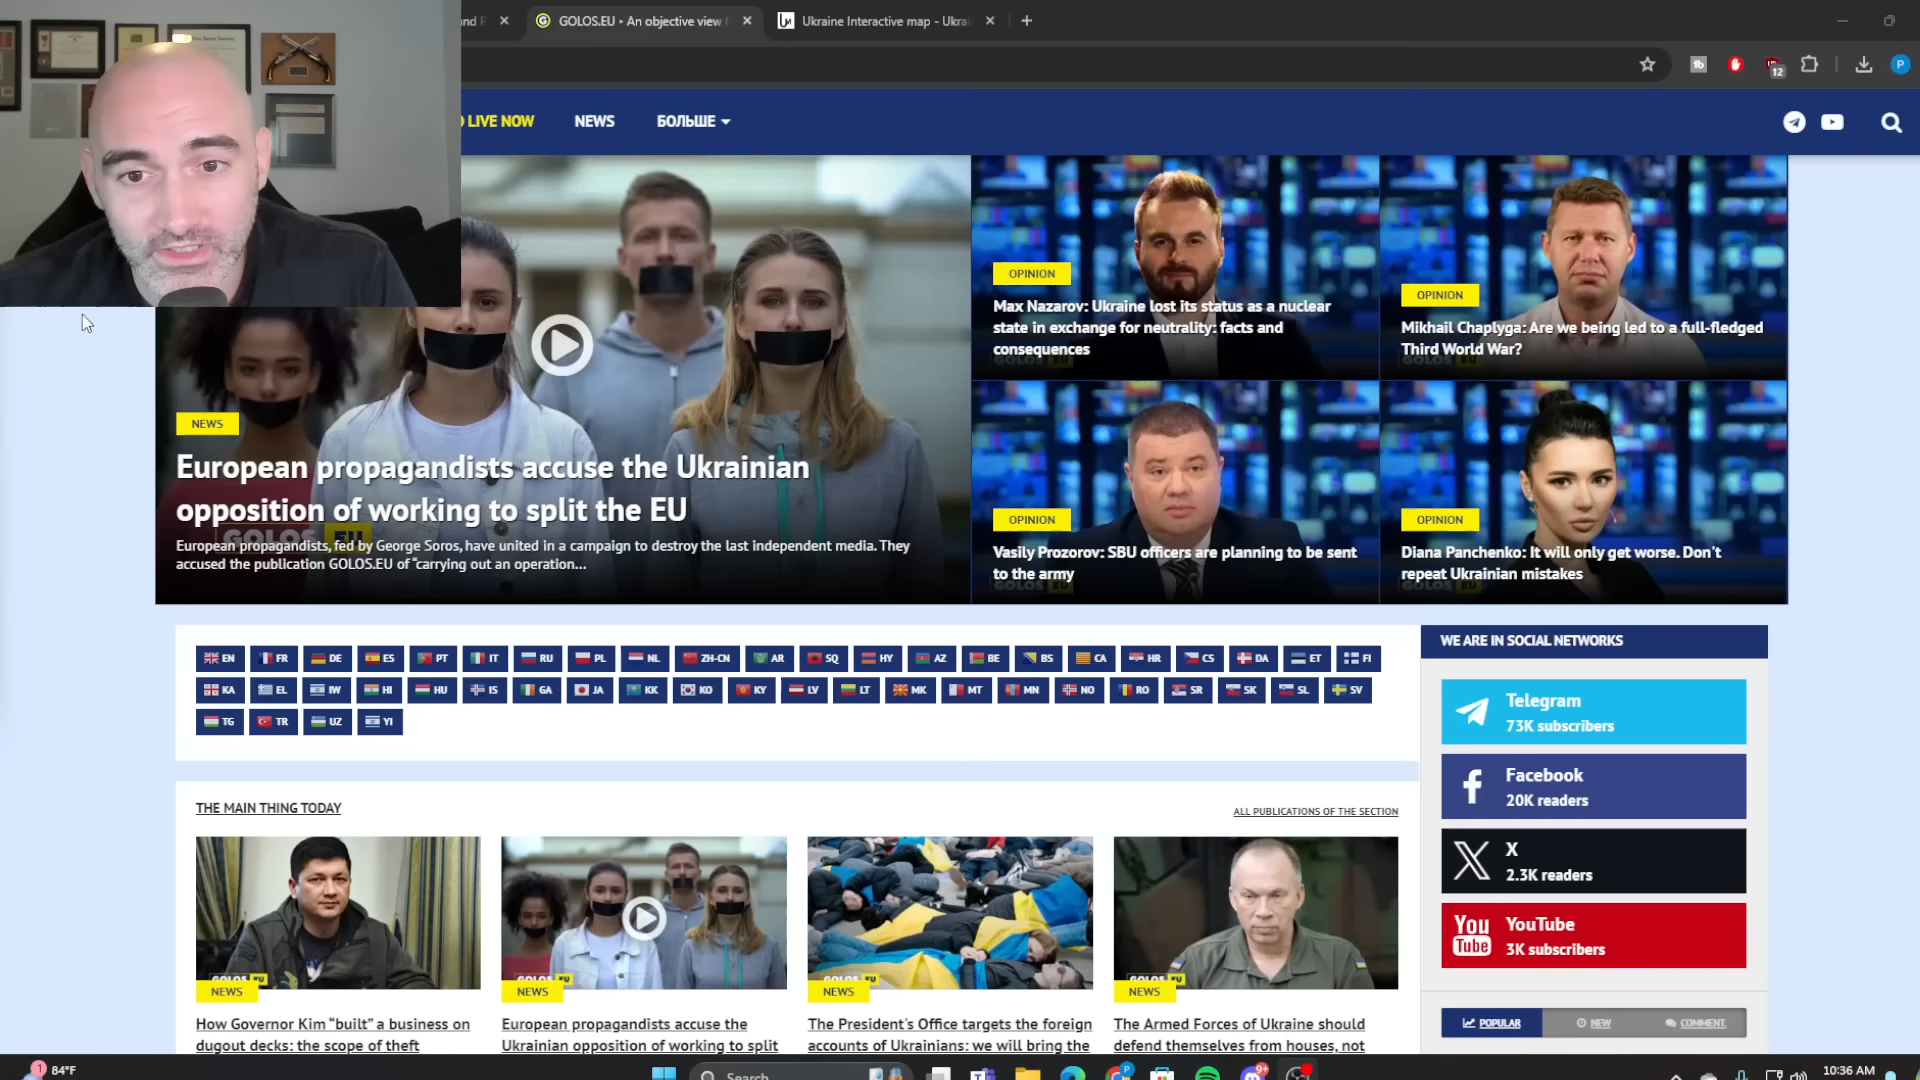 GOLOS.EU • An objective view
Ukraine Interactive map - Ukrai
12
P
LIVE NOW
NEWS
БОЛЬШЕ
NEWS
European propagandists accuse the Ukrainian
opposition of working to split the EU
European propagandists, fed by George Soros, have united in a campaign to destroy the last independent media. They
accused the publication GOLOS.EU of "carrying out an operation...
OPINION
Max Nazarov: Ukraine lost its status as a nuclear
state in exchange for neutrality: facts and
consequences
OPINION
Mikhail Chaplyga: Are we being led to a full-fledged
Third World War?
OPINION
Vasily Prozorov: SBU officers are planning to be sent
to the army
OPINION
Diana Panchenko: It will only get worse. Don't
repeat Ukrainian mistakes
EN FR DE ES PT IT RU PL NL ZH-CN AR SQ HY AZ BE BS CA HR CS DA ET FI
KA EL IW HI HU IS GA JA KK KO KY LV LT MK MT MN NO RO SR SK SL SV
TG TR UZ YI
WE ARE IN SOCIAL NETWORKS
Telegram
73K subscribers
Facebook
20K readers
X
2.3K readers
You
Tube
YouTube
3K subscribers
POPULAR
NEW
COMMENT.
THE MAIN THING TODAY
ALL PUBLICATIONS OF THE SECTION
NEWS
How Governor Kim “built” a business on
dugout decks: the scope of theft
NEWS
European propagandists accuse the
Ukrainian opposition of working to split
NEWS
The President's Office targets the foreign
accounts of Ukrainians: we will bring the
NEWS
The Armed Forces of Ukraine should
defend themselves from houses, not
1
84°F
Search
10:36 AM